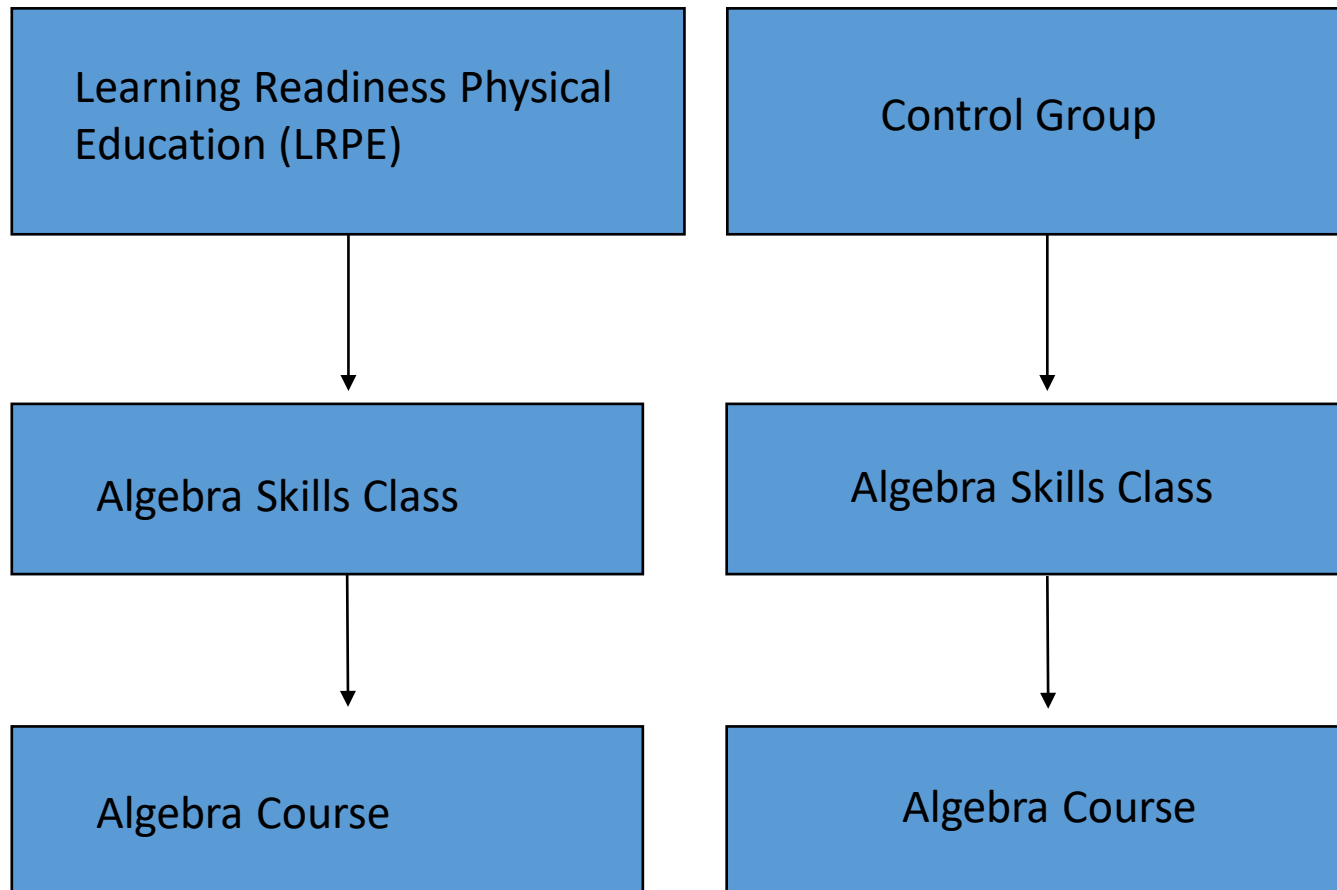 Learning Readiness Physical
Education (LRPE)
Control Group
Algebra Skills Class
Algebra Skills Class
Algebra Course
Algebra Course